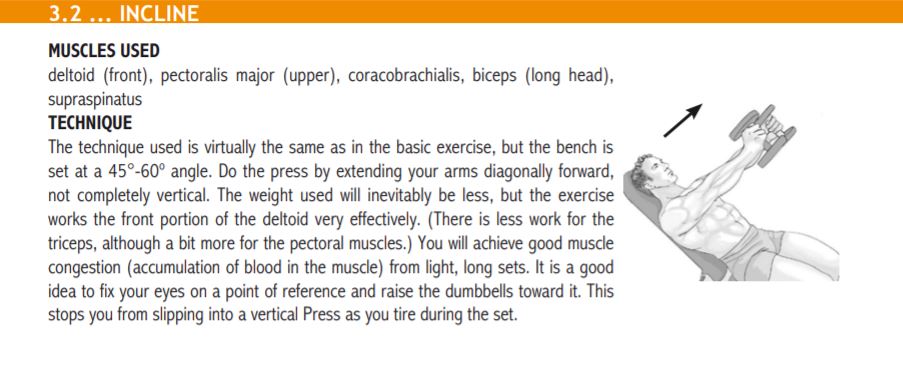 3.2 ... INCLINE
MUSCLES USED
deltoid (front), pectoralis major (upper), coracobrachialis, biceps (long head),
supraspinatus
TECHNIQUE
The technique used is virtually the same as in the basic exercise, but the bench is
set at a 45°-60º angle. Do the press by extending your arms diagonally forward,
not completely vertical. The weight used will inevitably be less, but the exercise
works the front portion of the deltoid very effectively. (There is less work for the
triceps, although a bit more for the pectoral muscles.) You will achieve good muscle
congestion (accumulation of blood in the muscle) from light, long sets. It is a good
idea to fix your eyes on a point of reference and raise the dumbbells toward it. This
stops you from slipping into a vertical Press as you tire during the set.